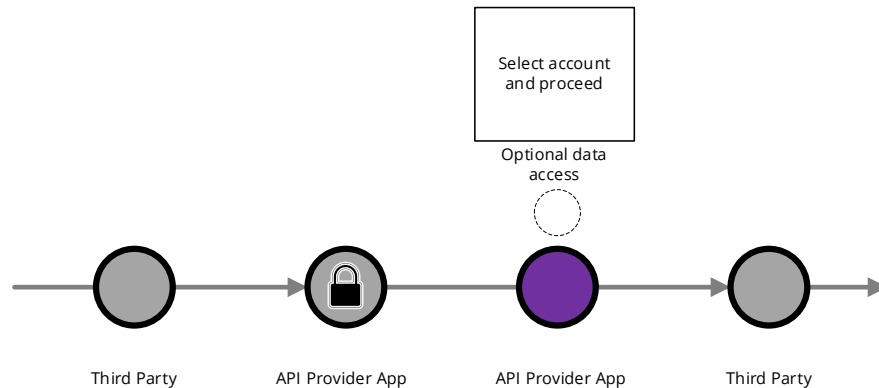 Select account
and proceed
Optional data
access
Third Party
API Provider App
API Provider App
Third Party